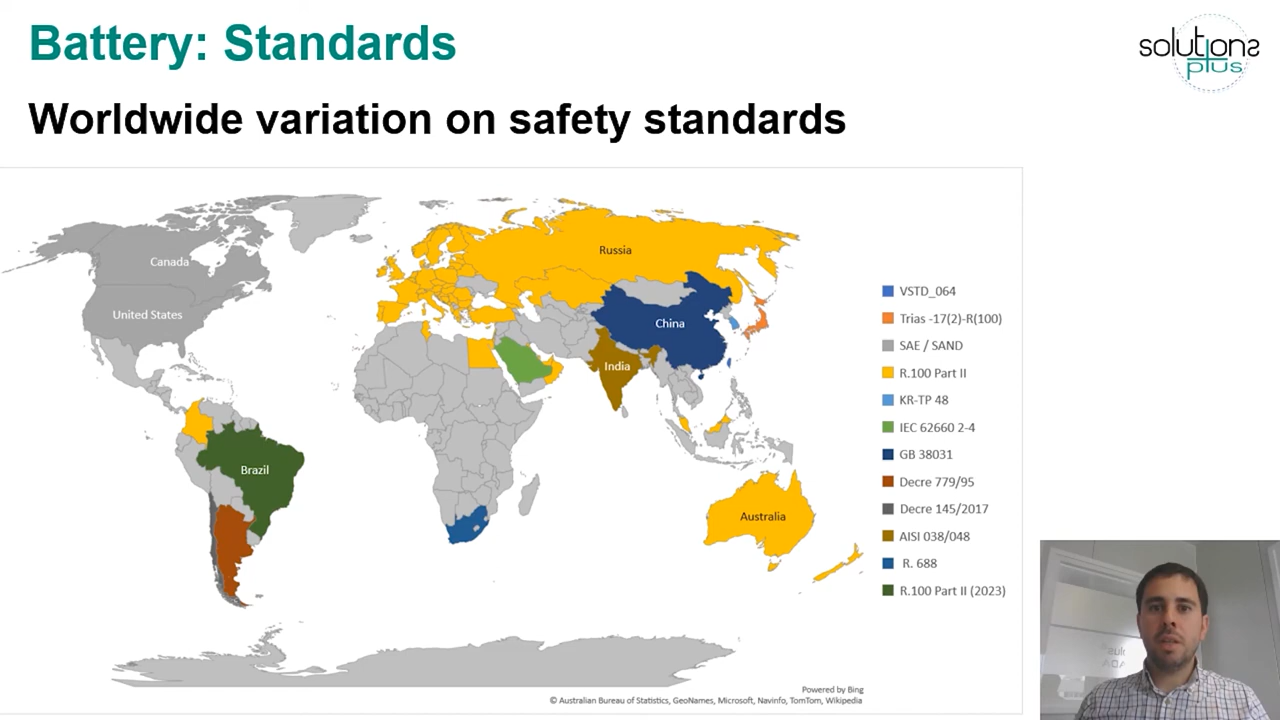 Battery: Standards
solutions
plus
Worldwide variation on safety standards
Canada
United States
Russia
China
India
Brazil
Australia
VSTD_064
Trias -17(2)-R(100)
SAE / SAND
R.100 Part II
KR-TP 48
IEC 62660 2-4
GB 38031
Decre 779/95
Decre 145/2017
AISI 038/048
R. 688
R.100 Part II (2023)
Powered by Bing
© Australian Bureau of Statistics, GeoNames, Microsoft, Navinfo, TomTom, Wikipedia